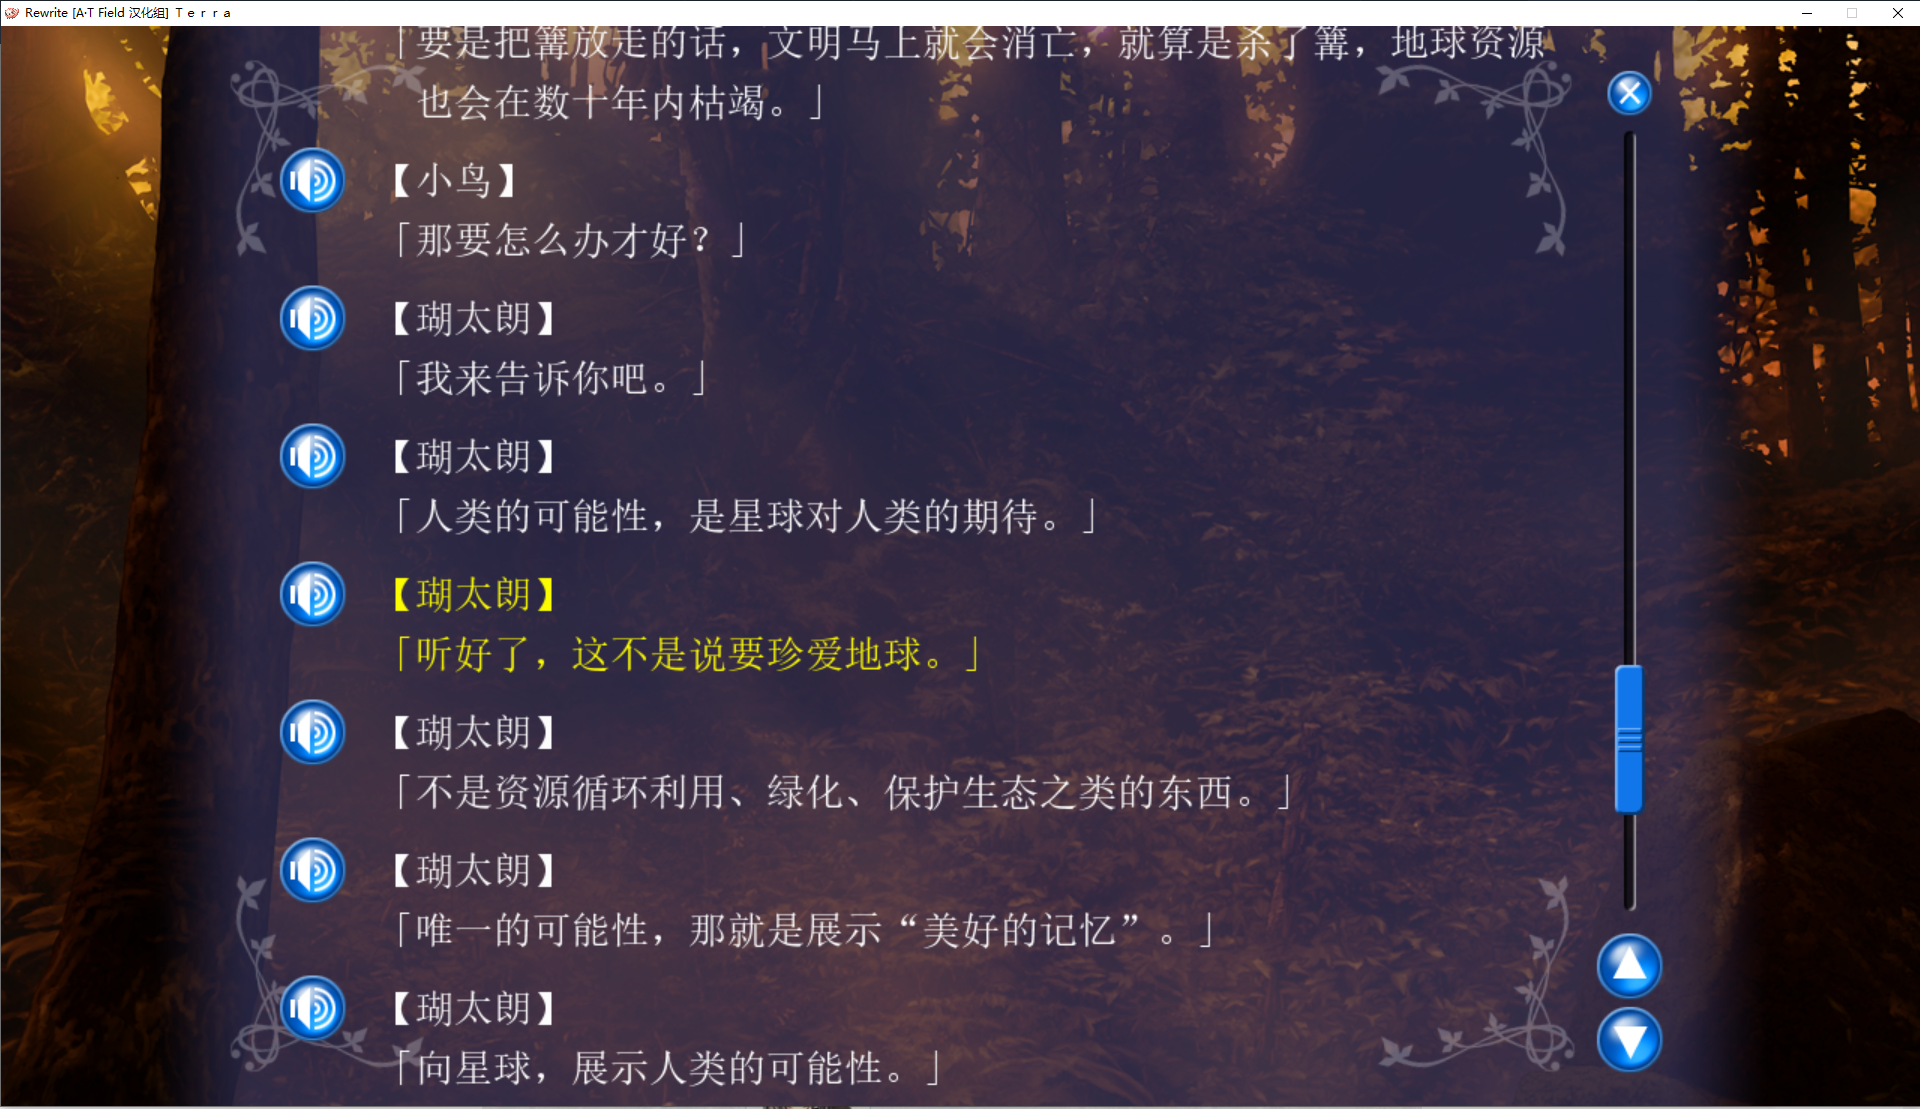 Rewrite [A·T Field 汉化组] Ｔｅｒｒａ
「要是把篝放走的话，文明马上就会消亡，就算是杀了篝，地球资源
也会在数十年内枯竭。」
【小鸟】
「那要怎么办才好？」
【瑚太朗】
「我来告诉你吧。」
【瑚太朗】
「人类的可能性，是星球对人类的期待。」
【瑚太朗】
「听好了，这不是说要珍爱地球。」
【瑚太朗】
「不是资源循环利用、绿化、保护生态之类的东西。」
【瑚太朗】
「唯一的可能性，那就是展示“美好的记忆”。」
【瑚太朗】
「向星球，展示人类的可能性。」